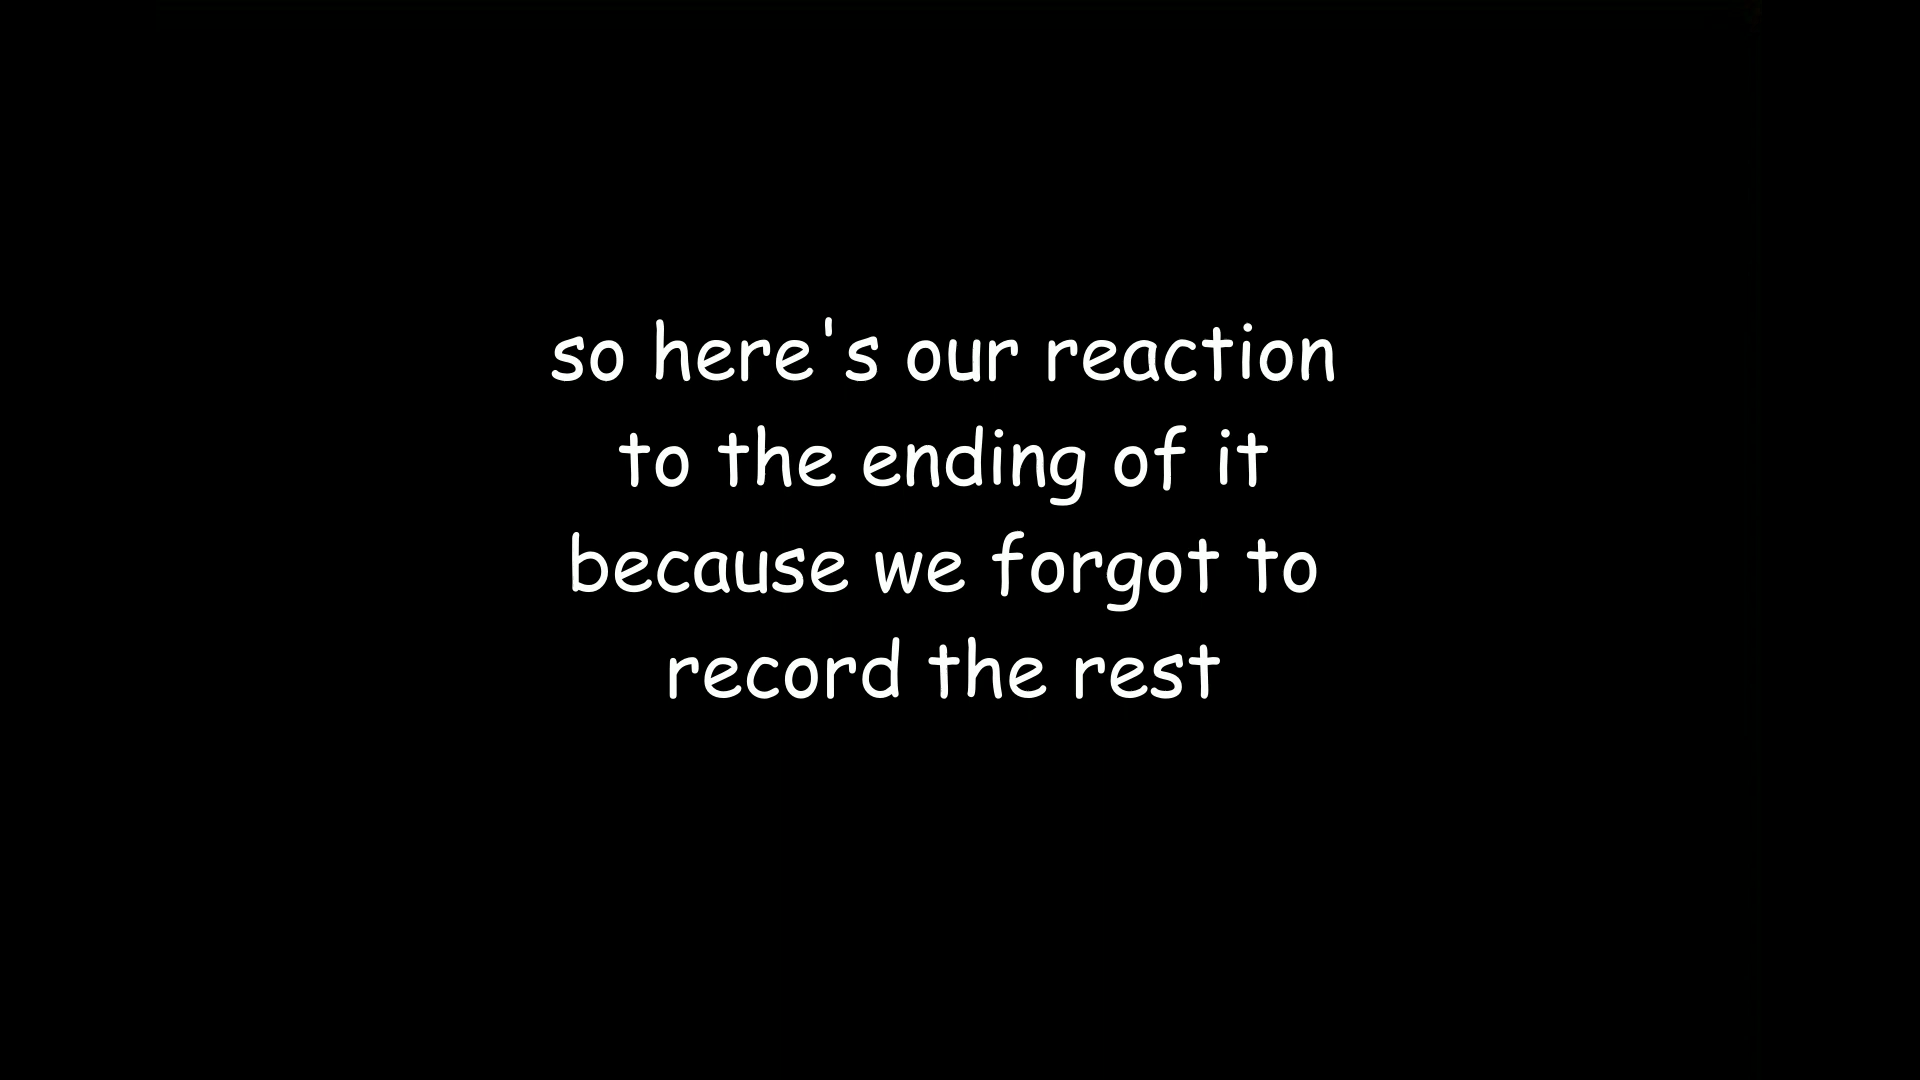 so here's our reaction
to the ending of it
because we forgot to
record the rest